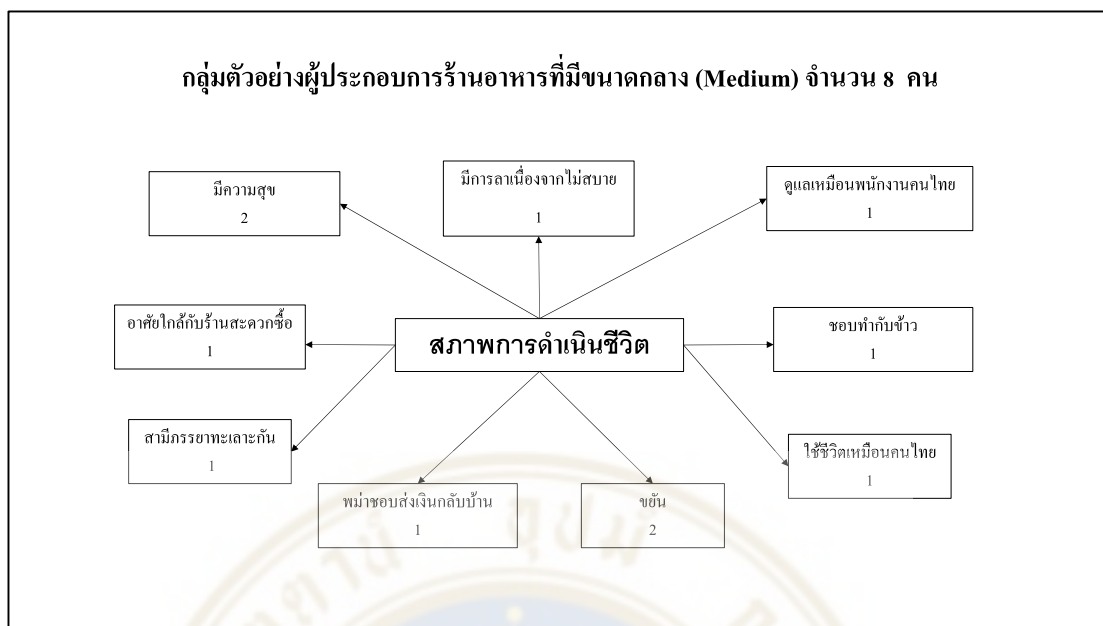 กลุ่มตัวอย่างผู้ประกอบการร้านอาหารที่มีขนาดกลาง (Medium) จำนวน 8 คน
มีความสุข
2
มีการลาเนื่องจากไม่สบาย
1
ดูแลเหมือนพนักงานคนไทย
1
อาศัยใกล้กับร้านสะดวกซื้อ
1
สภาพการดำเนินชีวิต
ชอบทำกับข้าว
1
สามีภรรยาทะเลาะกัน
1
ใช้ชีวิตเหมือนคนไทย
1
พม่าชอบส่งเงินกลับบ้าน
1
ขยัน
2